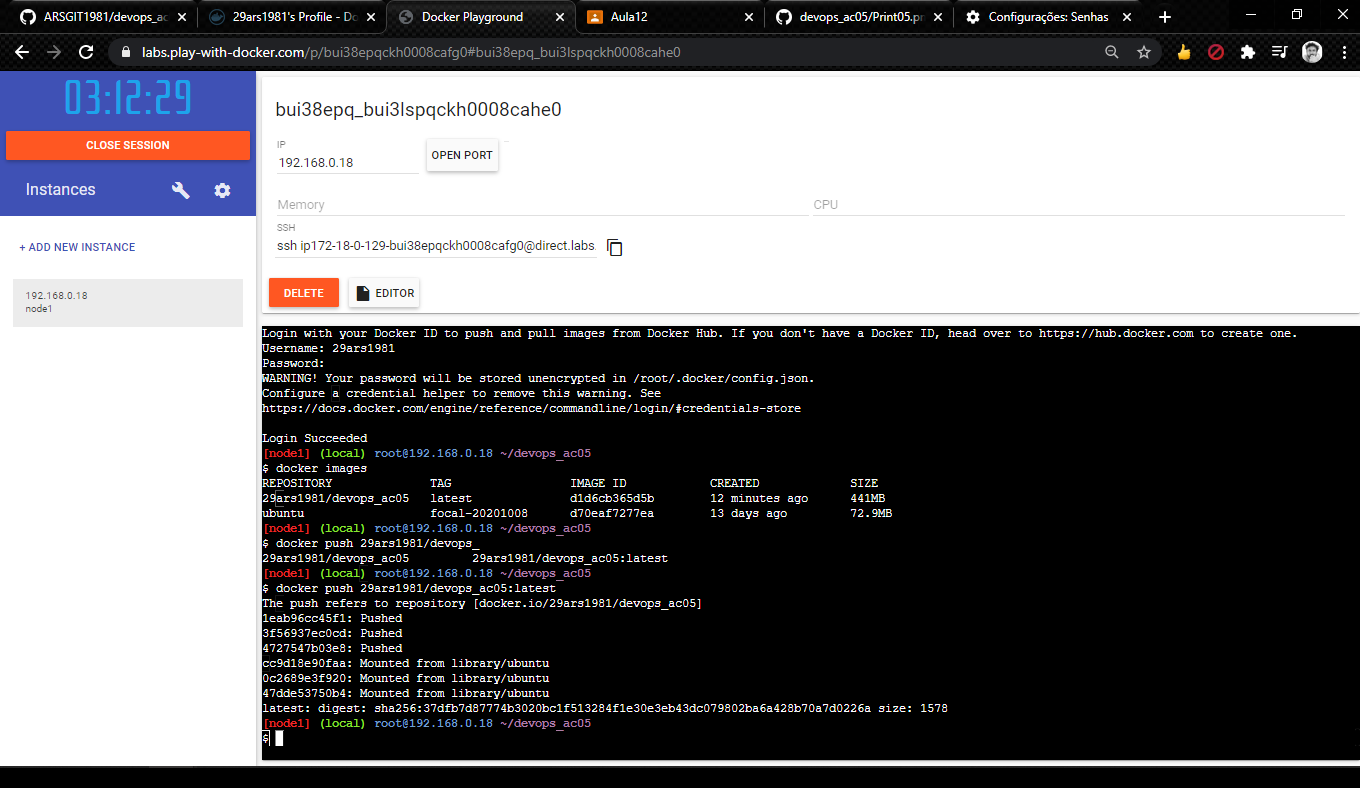 ARSGIT1981/devops_ac
29ars1981's Profile - Do
Docker Playground
Aula12
devops_ac05/Print05.pr
Configurações: Senhas
labs.play-with-docker.com/p/bui38epqckh0008cafg0#bui38epq_bui3lspqckh0008cahe0
03:12:29
CLOSE SESSION
Instances
+ ADD NEW INSTANCE
192.168.0.18
node1
bui38epq_bui3lspqckh0008cahe0
IP
192.168.0.18
OPEN PORT
Memory
CPU
SSH
ssh ip172-18-0-129-bui38epqckh0008cafg0@direct.labs.
DELETE
EDITOR
Login with your Docker ID to push and pull images from Docker Hub. If you don't have a Docker ID, head over to https://hub.docker.com to create one.
Username: 29ars1981
Password:
WARNING! Your password will be stored unencrypted in /root/.docker/config.json.
Configure a credential helper to remove this warning. See
https://docs.docker.com/engine/reference/commandline/login/#credentials-store
Login Succeeded
[node1] (local) root@192.168.0.18 ~/devops_ac05
$ docker images
REPOSITORY TAG IMAGE ID CREATED SIZE
29ars1981/devops_ac05 latest d1d6cb365d5b 12 minutes ago 441MB
ubuntu focal-20201008 d70eaf7277ea 13 days ago 72.9MB
[node1] (local) root@192.168.0.18 ~/devops_ac05
$ docker push 29ars1981/devops_
29ars1981/devops_ac05 29ars1981/devops_ac05:latest
[node1] (local) root@192.168.0.18 ~/devops_ac05
$ docker push 29ars1981/devops_ac05:latest
The push refers to repository [docker.io/29ars1981/devops_ac05]
1eab96cc45f1: Pushed
3f56937ec0cd: Pushed
4727547b03e8: Pushed
cc9d18e90faa: Mounted from library/ubuntu
0c2689e3f920: Mounted from library/ubuntu
47dde53750b4: Mounted from library/ubuntu
latest: digest: sha256:37dfb7d87774b3020bc1f513284f1e30e3eb43dc079802ba6a428b70a7d0226a size: 1578
[node1] (local) root@192.168.0.18 ~/devops_ac05
$